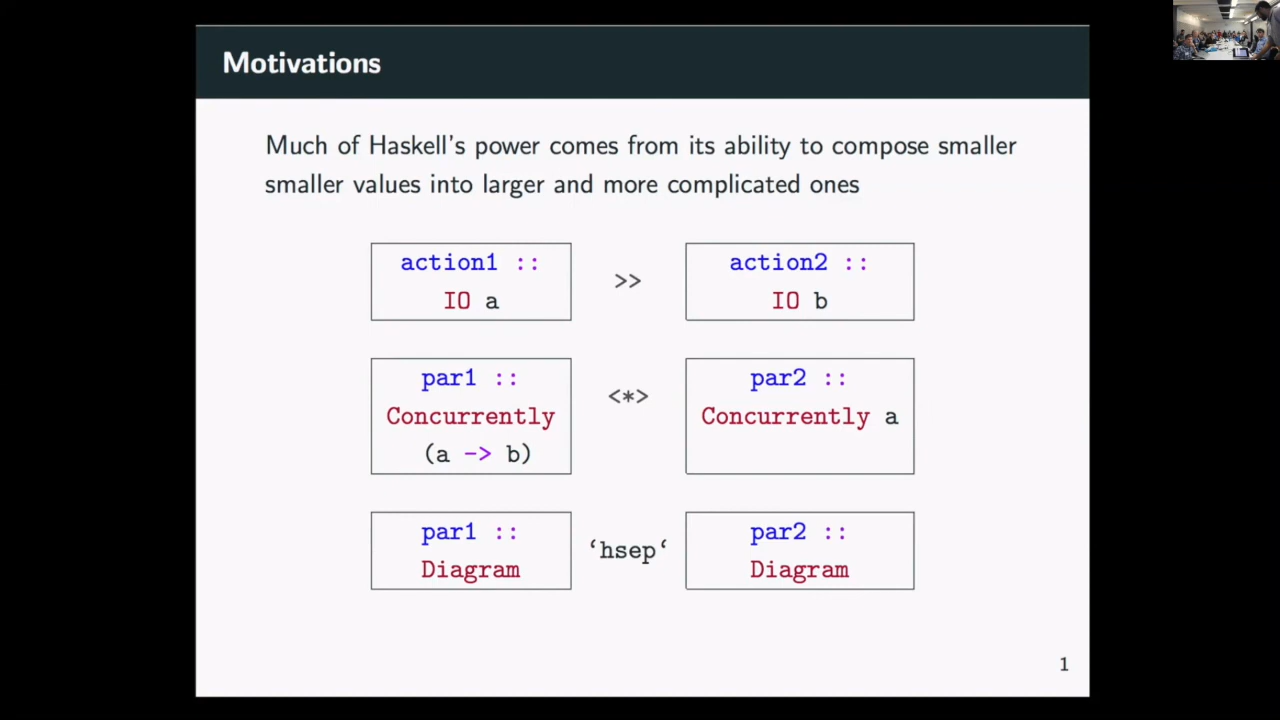 Motivations
Much of Haskell's power comes from its ability to compose smaller
smaller values into larger and more complicated ones
action1 :: >> action2 ::
IO a IO b
par1 :: <*> par2 ::
Concurrently Concurrently a
(a -> b)
par1 :: ‘hsep‘ par2 ::
Diagram Diagram
1